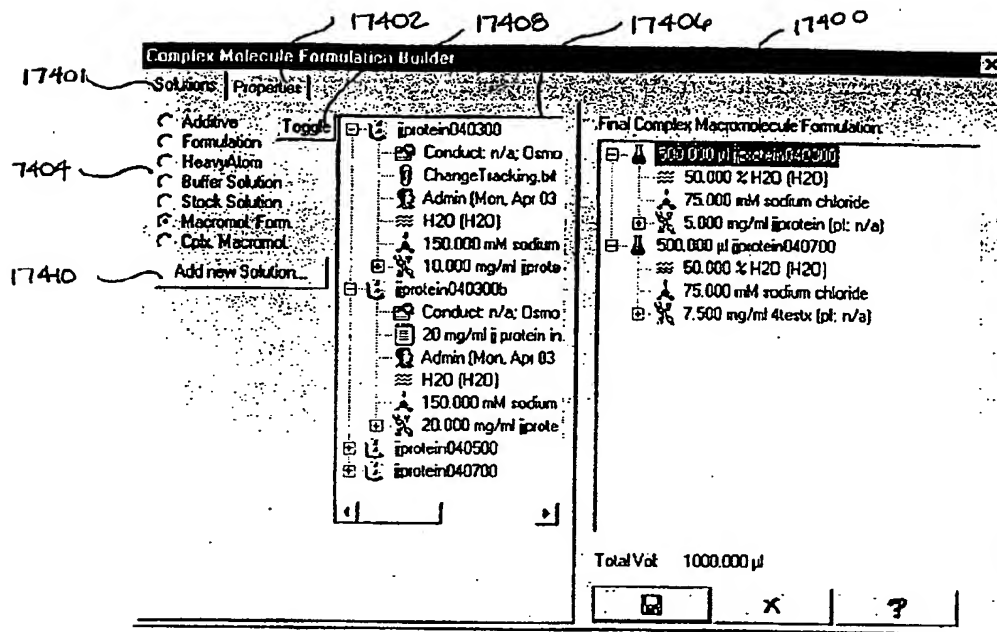 17402 17408 17406 17400
Complex Molecule Formulation Builder
17401
Solutions Properties
Toggle
Additive
Formulation
HeavyAtom
7404
Buffer Solution
Stock Solution
Macromol. Form.
Cplx. Macromol.
17410
Add new Solution...
jjprotein040300
Conduct: n/a; Osmo
ChangeTracking.txt
Admin (Mon, Apr 03
H2O (H2O)
150.000 mM sodium
10.000 mg/ml jjprote
jjprotein040300b
Conduct: n/a; Osmo
20 mg/ml jj protein in
Admin (Mon, Apr 03
H2O (H2O)
150.000 mM sodium
20.000 mg/ml jjprote
jjprotein040500
jjprotein040700
Final Complex Macromolecule Formulation:
500.000 µl jjprotein040300
50.000 % H2O (H2O)
75.000 mM sodium chloride
5.000 mg/ml jjprotein (pI: n/a)
500.000 µl jjprotein040700
50.000 % H2O (H2O)
75.000 mM sodium chloride
7.500 mg/ml 4testx (pI: n/a)
Total Vol: 1000.000 µl
?